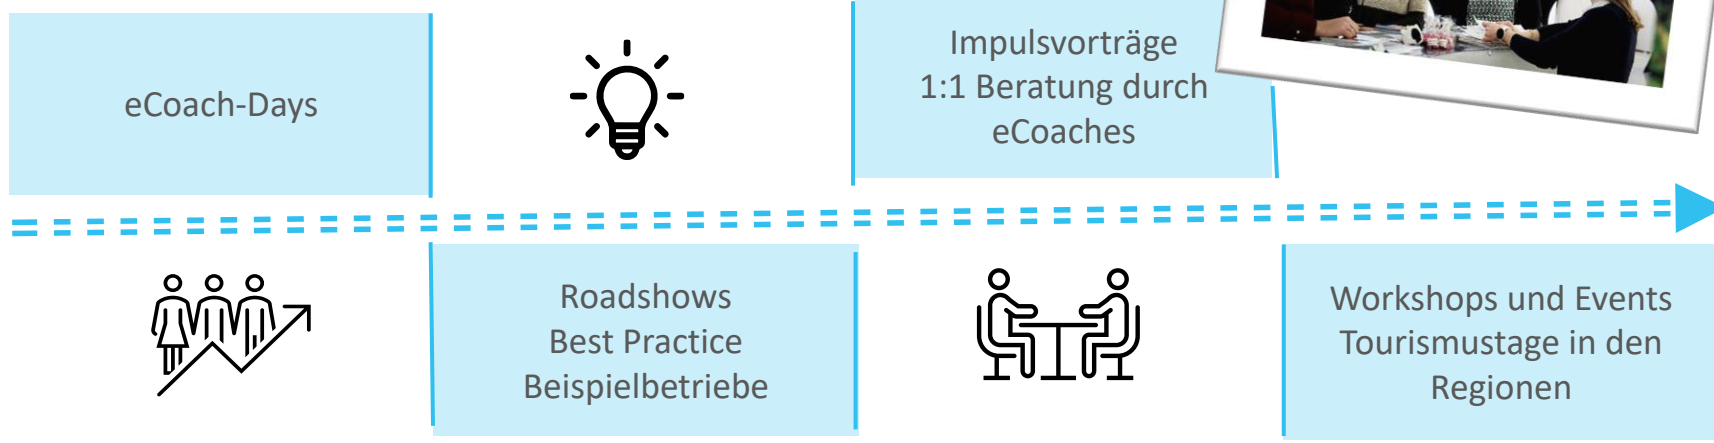 eCoach-Days
Roadshows
Best Practice
Beispielbetriebe
Impulsvorträge
1:1 Beratung durch
eCoaches
Workshops und Events
Tourismustage in den
Regionen